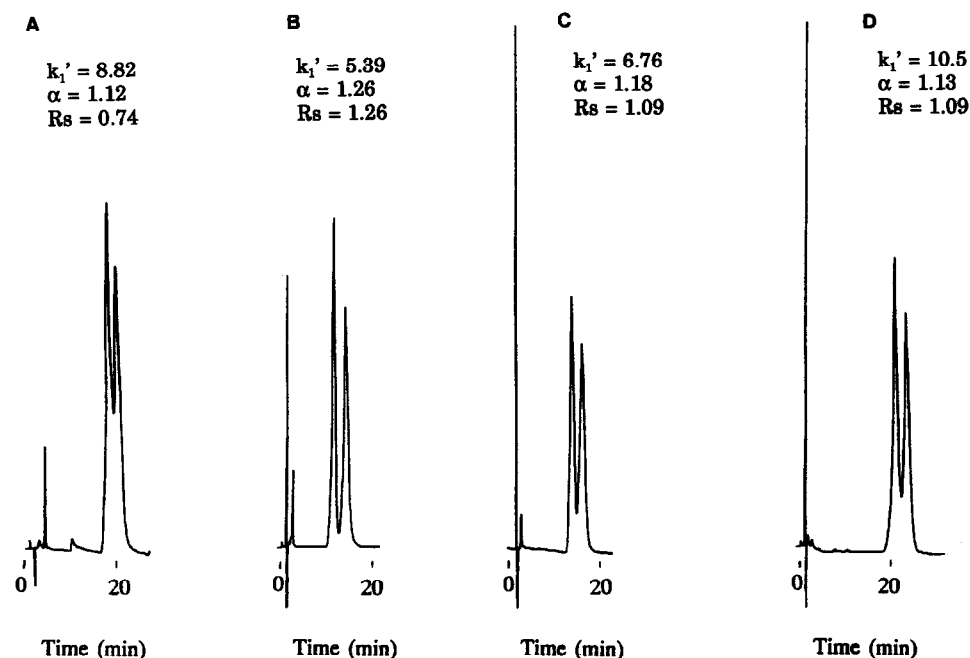 A
k₁' = 8.82
α = 1.12
Rs = 0.74
0
20
Time (min)
B
k₁' = 5.39
α = 1.26
Rs = 1.26
0
20
Time (min)
C
k₁' = 6.76
α = 1.18
Rs = 1.09
0
20
Time (min)
D
k₁' = 10.5
α = 1.13
Rs = 1.09
0
20
Time (min)